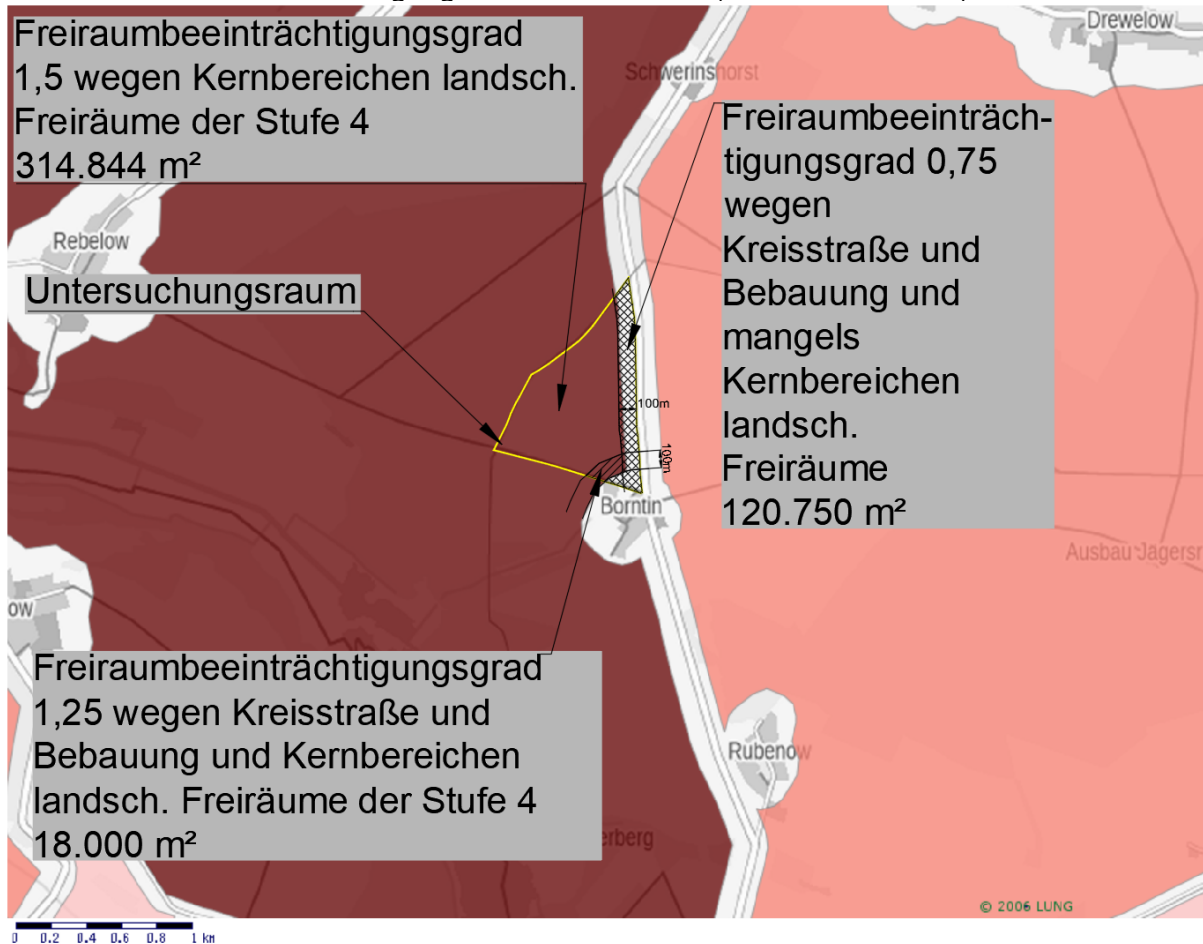 Freiraumbeeinträchtigungsgrad
1,5 wegen Kernbereichen landsch.
Freiräume der Stufe 4
314.844 m²
Drewelow
Schwerinshorst
Freiraumbeeinträch-
tigungsgrad 0,75
wegen
Kreisstraße und
Bebauung und
mangels
Kernbereichen
landsch.
Freiräume
120.750 m²
Rebelow
Untersuchungsraum
100m
100m
Borntin
ow
Freiraumbeeinträchtigungsgrad
1,25 wegen Kreisstraße und
Bebauung und Kernbereichen
landsch. Freiräume der Stufe 4
18.000 m²
Rubenow
erberg
Ausbau Jägersr
© 2006 LUNG
0 0.2 0.4 0.6 0.8 1 km